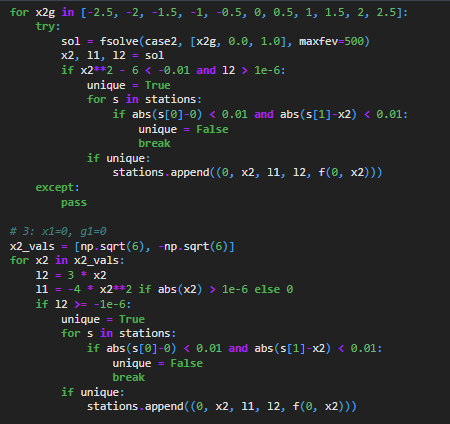 for x2g in [-2.5, -2, -1.5, -1, -0.5, 0, 0.5, 1, 1.5, 2, 2.5]:
    try:
        sol = fsolve(case2, [x2g, 0.0, 1.0], maxfev=500)
        x2, l1, l2 = sol
        if x2**2 - 6 < -0.01 and l2 > 1e-6:
            unique = True
            for s in stations:
                if abs(s[0]-0) < 0.01 and abs(s[1]-x2) < 0.01:
                    unique = False
                    break
            if unique:
                stations.append((0, x2, l1, l2, f(0, x2)))
    except:
        pass

# 3: x1=0, g1=0
x2_vals = [np.sqrt(6), -np.sqrt(6)]
for x2 in x2_vals:
    l2 = 3 * x2
    l1 = -4 * x2**2 if abs(x2) > 1e-6 else 0
    if l2 >= -1e-6:
        unique = True
        for s in stations:
            if abs(s[0]-0) < 0.01 and abs(s[1]-x2) < 0.01:
                unique = False
                break
        if unique:
            stations.append((0, x2, l1, l2, f(0, x2)))